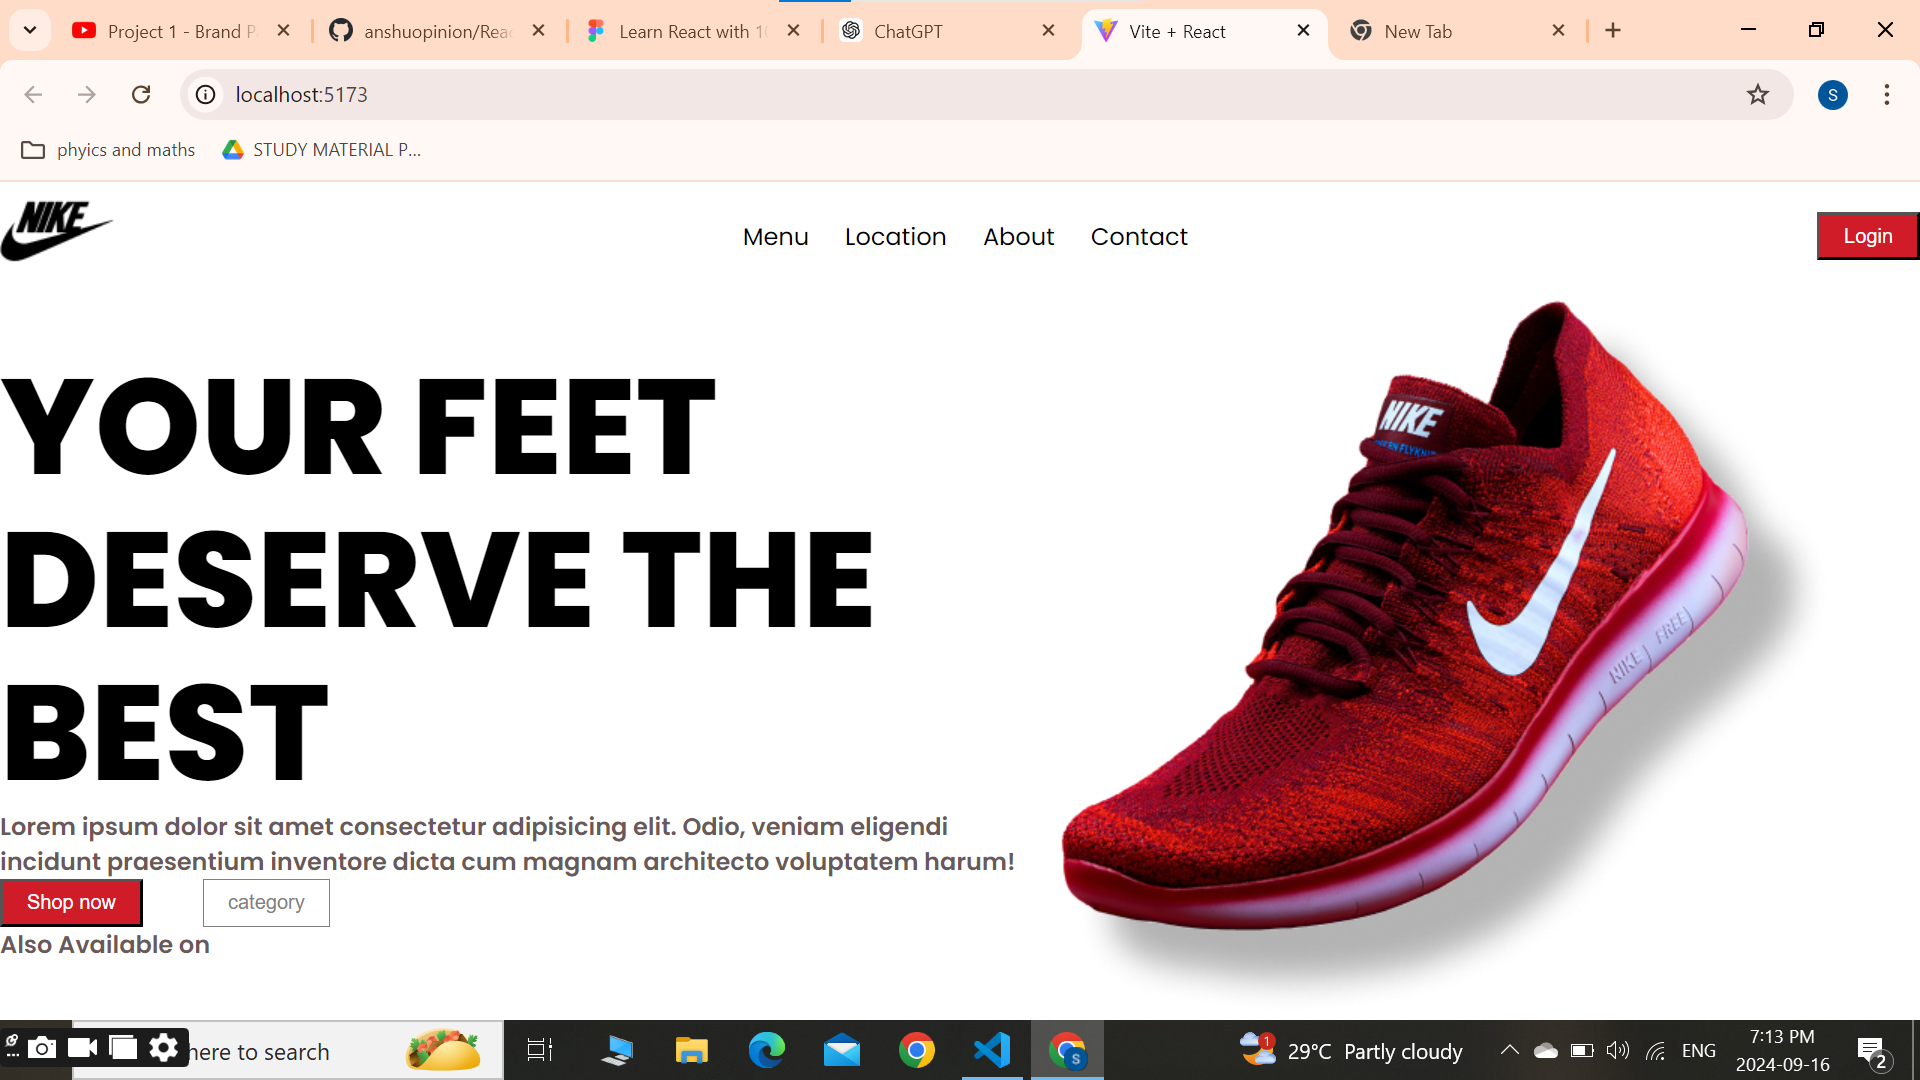 Project 1 - Brand P
anshuopinion/Rea
Learn React with 10
ChatGPT
Vite + React
New Tab
localhost:5173
S
phyics and maths
STUDY MATERIAL P...
NIKE
Menu
Location
About
Contact
Login
YOUR FEET
DESERVE THE
BEST
NIKE
NIKE FREE
Lorem ipsum dolor sit amet consectetur adipisicing elit. Odio, veniam eligendi
incidunt praesentium inventore dicta cum magnam architecto voluptatem harum!
Shop now
category
Also Available on
here to search
S
1
29°C Partly cloudy
ENG
7:13 PM
2024-09-16
2